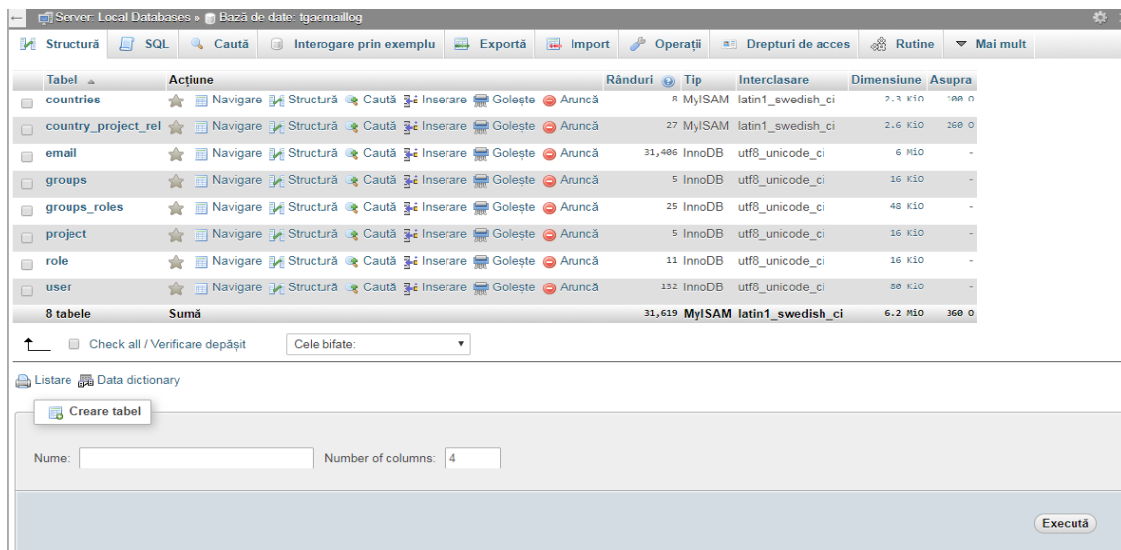 Server: Local Databases » Bază de date: tgaemaillog
Structură SQL Caută Interogare prin exemplu Exportă Import Operații Drepturi de acces Rutine Mai mult
Tabel Acțiune Rânduri Tip Interclasare Dimensiune Asupra
countries Navigare Structură Caută Inserare Golește Aruncă 8 MyISAM latin1_swedish_ci 2.3 KiO 100 O
country_project_rel Navigare Structură Caută Inserare Golește Aruncă 27 MyISAM latin1_swedish_ci 2.6 KiO 260 O
email Navigare Structură Caută Inserare Golește Aruncă 31,406 InnoDB utf8_unicode_ci 6 MiO -
groups Navigare Structură Caută Inserare Golește Aruncă 5 InnoDB utf8_unicode_ci 16 KiO -
groups_roles Navigare Structură Caută Inserare Golește Aruncă 25 InnoDB utf8_unicode_ci 48 KiO -
project Navigare Structură Caută Inserare Golește Aruncă 5 InnoDB utf8_unicode_ci 16 KiO -
role Navigare Structură Caută Inserare Golește Aruncă 11 InnoDB utf8_unicode_ci 16 KiO -
user Navigare Structură Caută Inserare Golește Aruncă 132 InnoDB utf8_unicode_ci 80 KiO -
8 tabele Sumă 31,619 MyISAM latin1_swedish_ci 6.2 MiO 360 O
Check all / Verificare depășit Cele bifate:
Listare Data dictionary
Creare tabel
Nume: Number of columns: 4
Execută